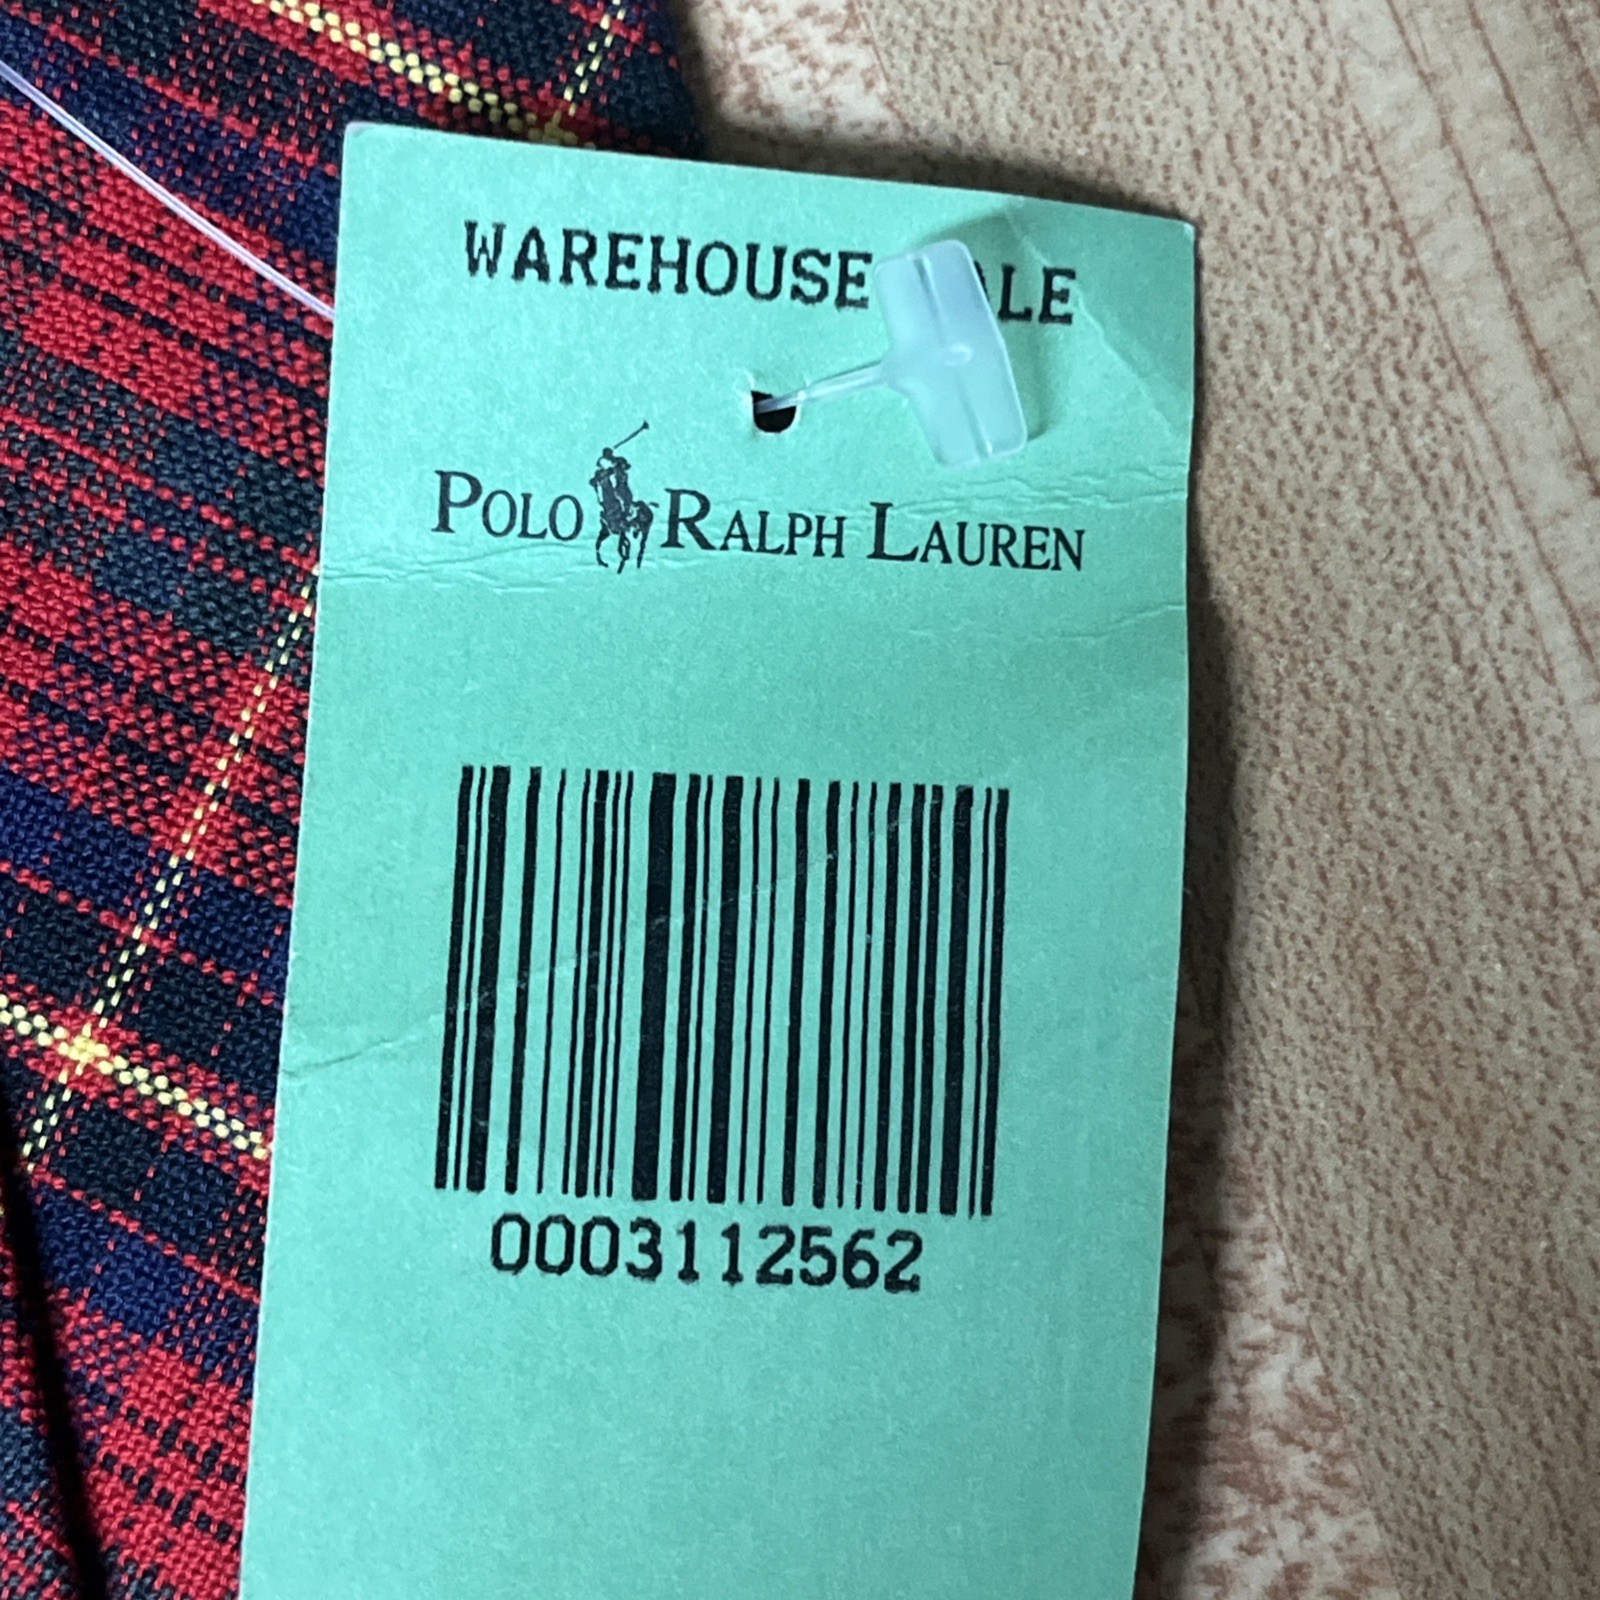 WAREHOUSE SALE
POLO RALPH LAUREN
0003112562